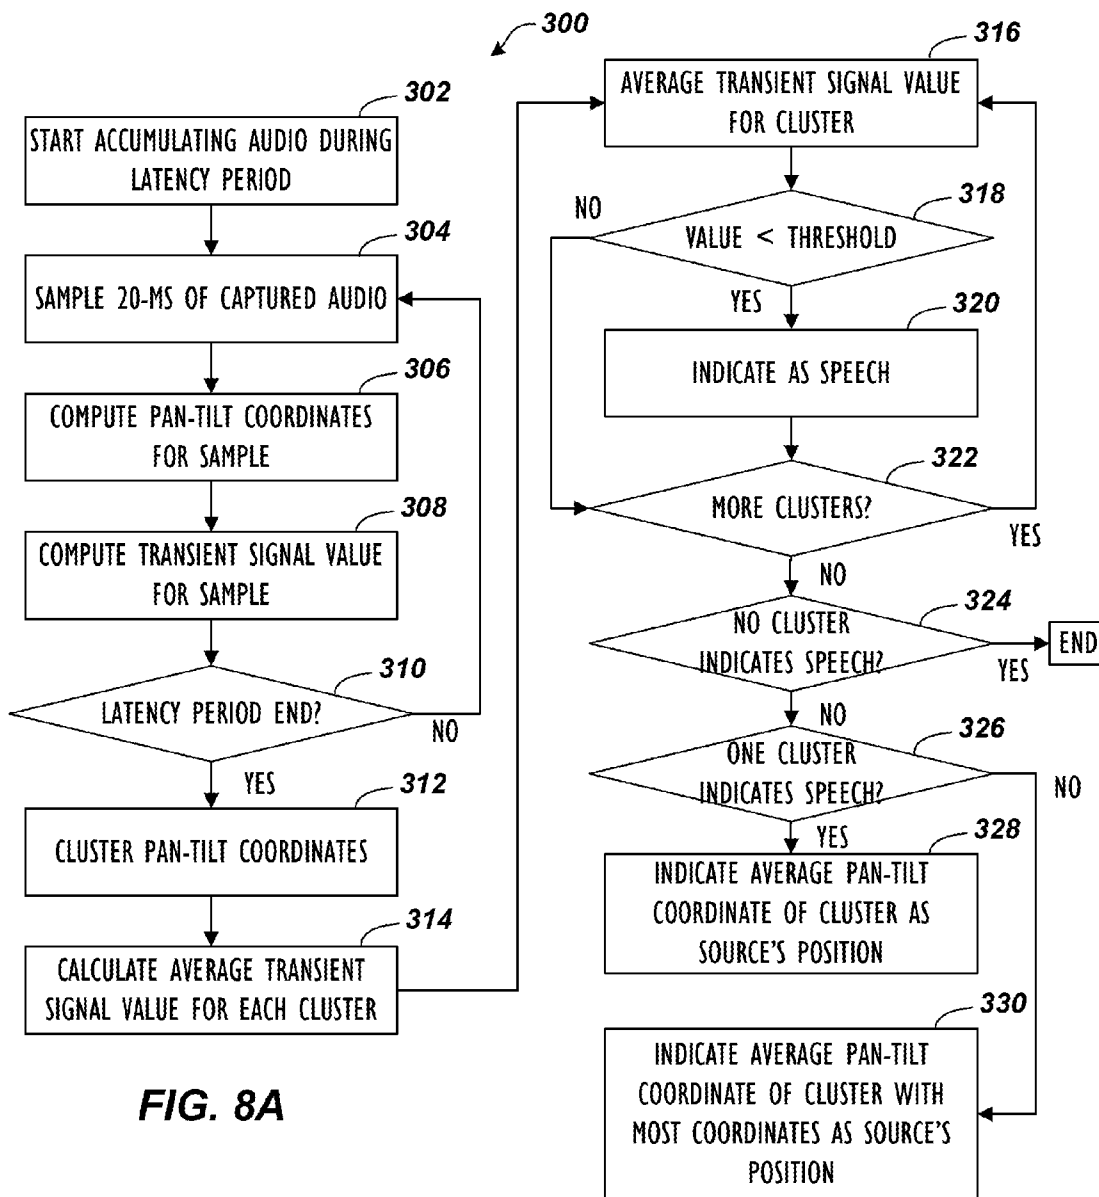 300
302
START ACCUMULATING AUDIO DURING
LATENCY PERIOD
304
SAMPLE 20-MS OF CAPTURED AUDIO
306
COMPUTE PAN-TILT COORDINATES
FOR SAMPLE
308
COMPUTE TRANSIENT SIGNAL VALUE
FOR SAMPLE
310
LATENCY PERIOD END?
NO
YES
312
CLUSTER PAN-TILT COORDINATES
314
CALCULATE AVERAGE TRANSIENT
SIGNAL VALUE FOR EACH CLUSTER
316
AVERAGE TRANSIENT SIGNAL VALUE
FOR CLUSTER
318
NO
VALUE < THRESHOLD
YES
320
INDICATE AS SPEECH
322
MORE CLUSTERS?
YES
NO
324
NO CLUSTER
INDICATES SPEECH?
END
YES
NO
326
ONE CLUSTER
INDICATES SPEECH?
NO
YES
328
INDICATE AVERAGE PAN-TILT
COORDINATE OF CLUSTER AS
SOURCE'S POSITION
330
INDICATE AVERAGE PAN-TILT
COORDINATE OF CLUSTER WITH
MOST COORDINATES AS SOURCE'S
POSITION
FIG. 8A